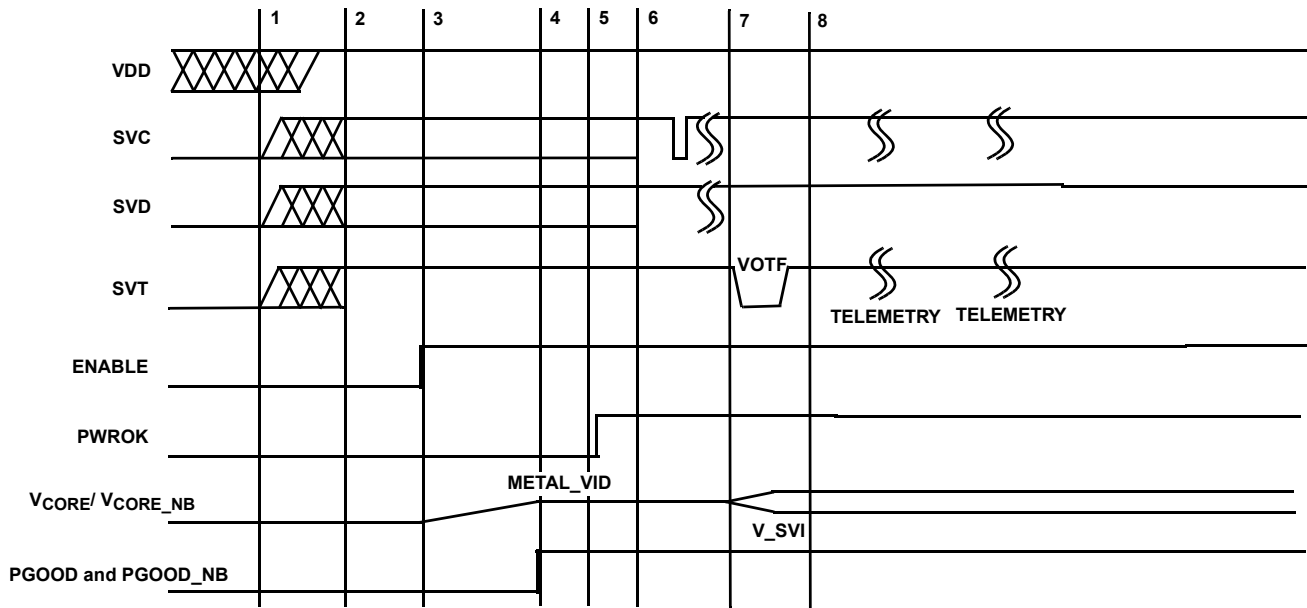 1 2 3 4 5 6 7 8
VDD
SVC
SVD
SVT
VOTF
TELEMETRY TELEMETRY
ENABLE
PWROK
METAL_VID
VCORE/ VCORE_NB
V_SVI
PGOOD and PGOOD_NB